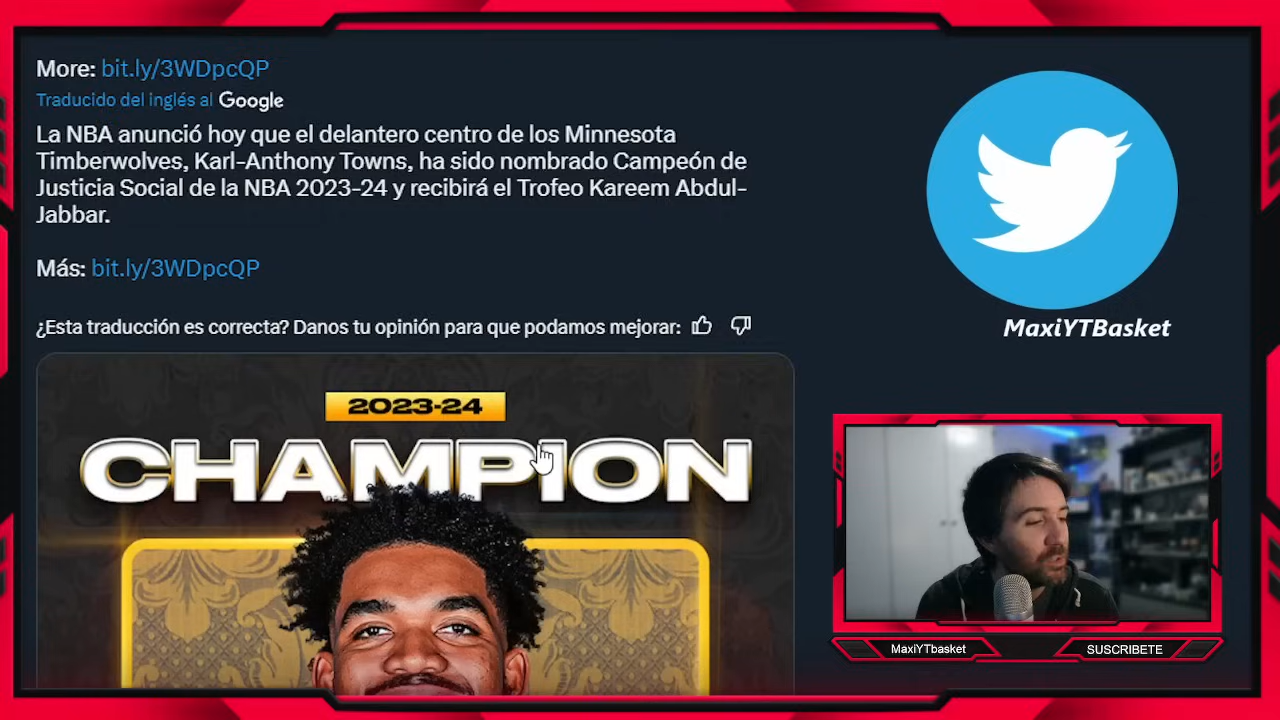 More: bit.ly/3WDpcQP
Traducido del inglés al Google
La NBA anunció hoy que el delantero centro de los Minnesota
Timberwolves, Karl-Anthony Towns, ha sido nombrado Campeón de
Justicia Social de la NBA 2023-24 y recibirá el Trofeo Kareem Abdul-
Jabbar.
Más: bit.ly/3WDpcQP
¿Esta traducción es correcta? Danos tu opinión para que podamos mejorar:
2023-24
CHAMPION
MaxiYTBasket
MaxiYTbasket
SUSCRIBETE